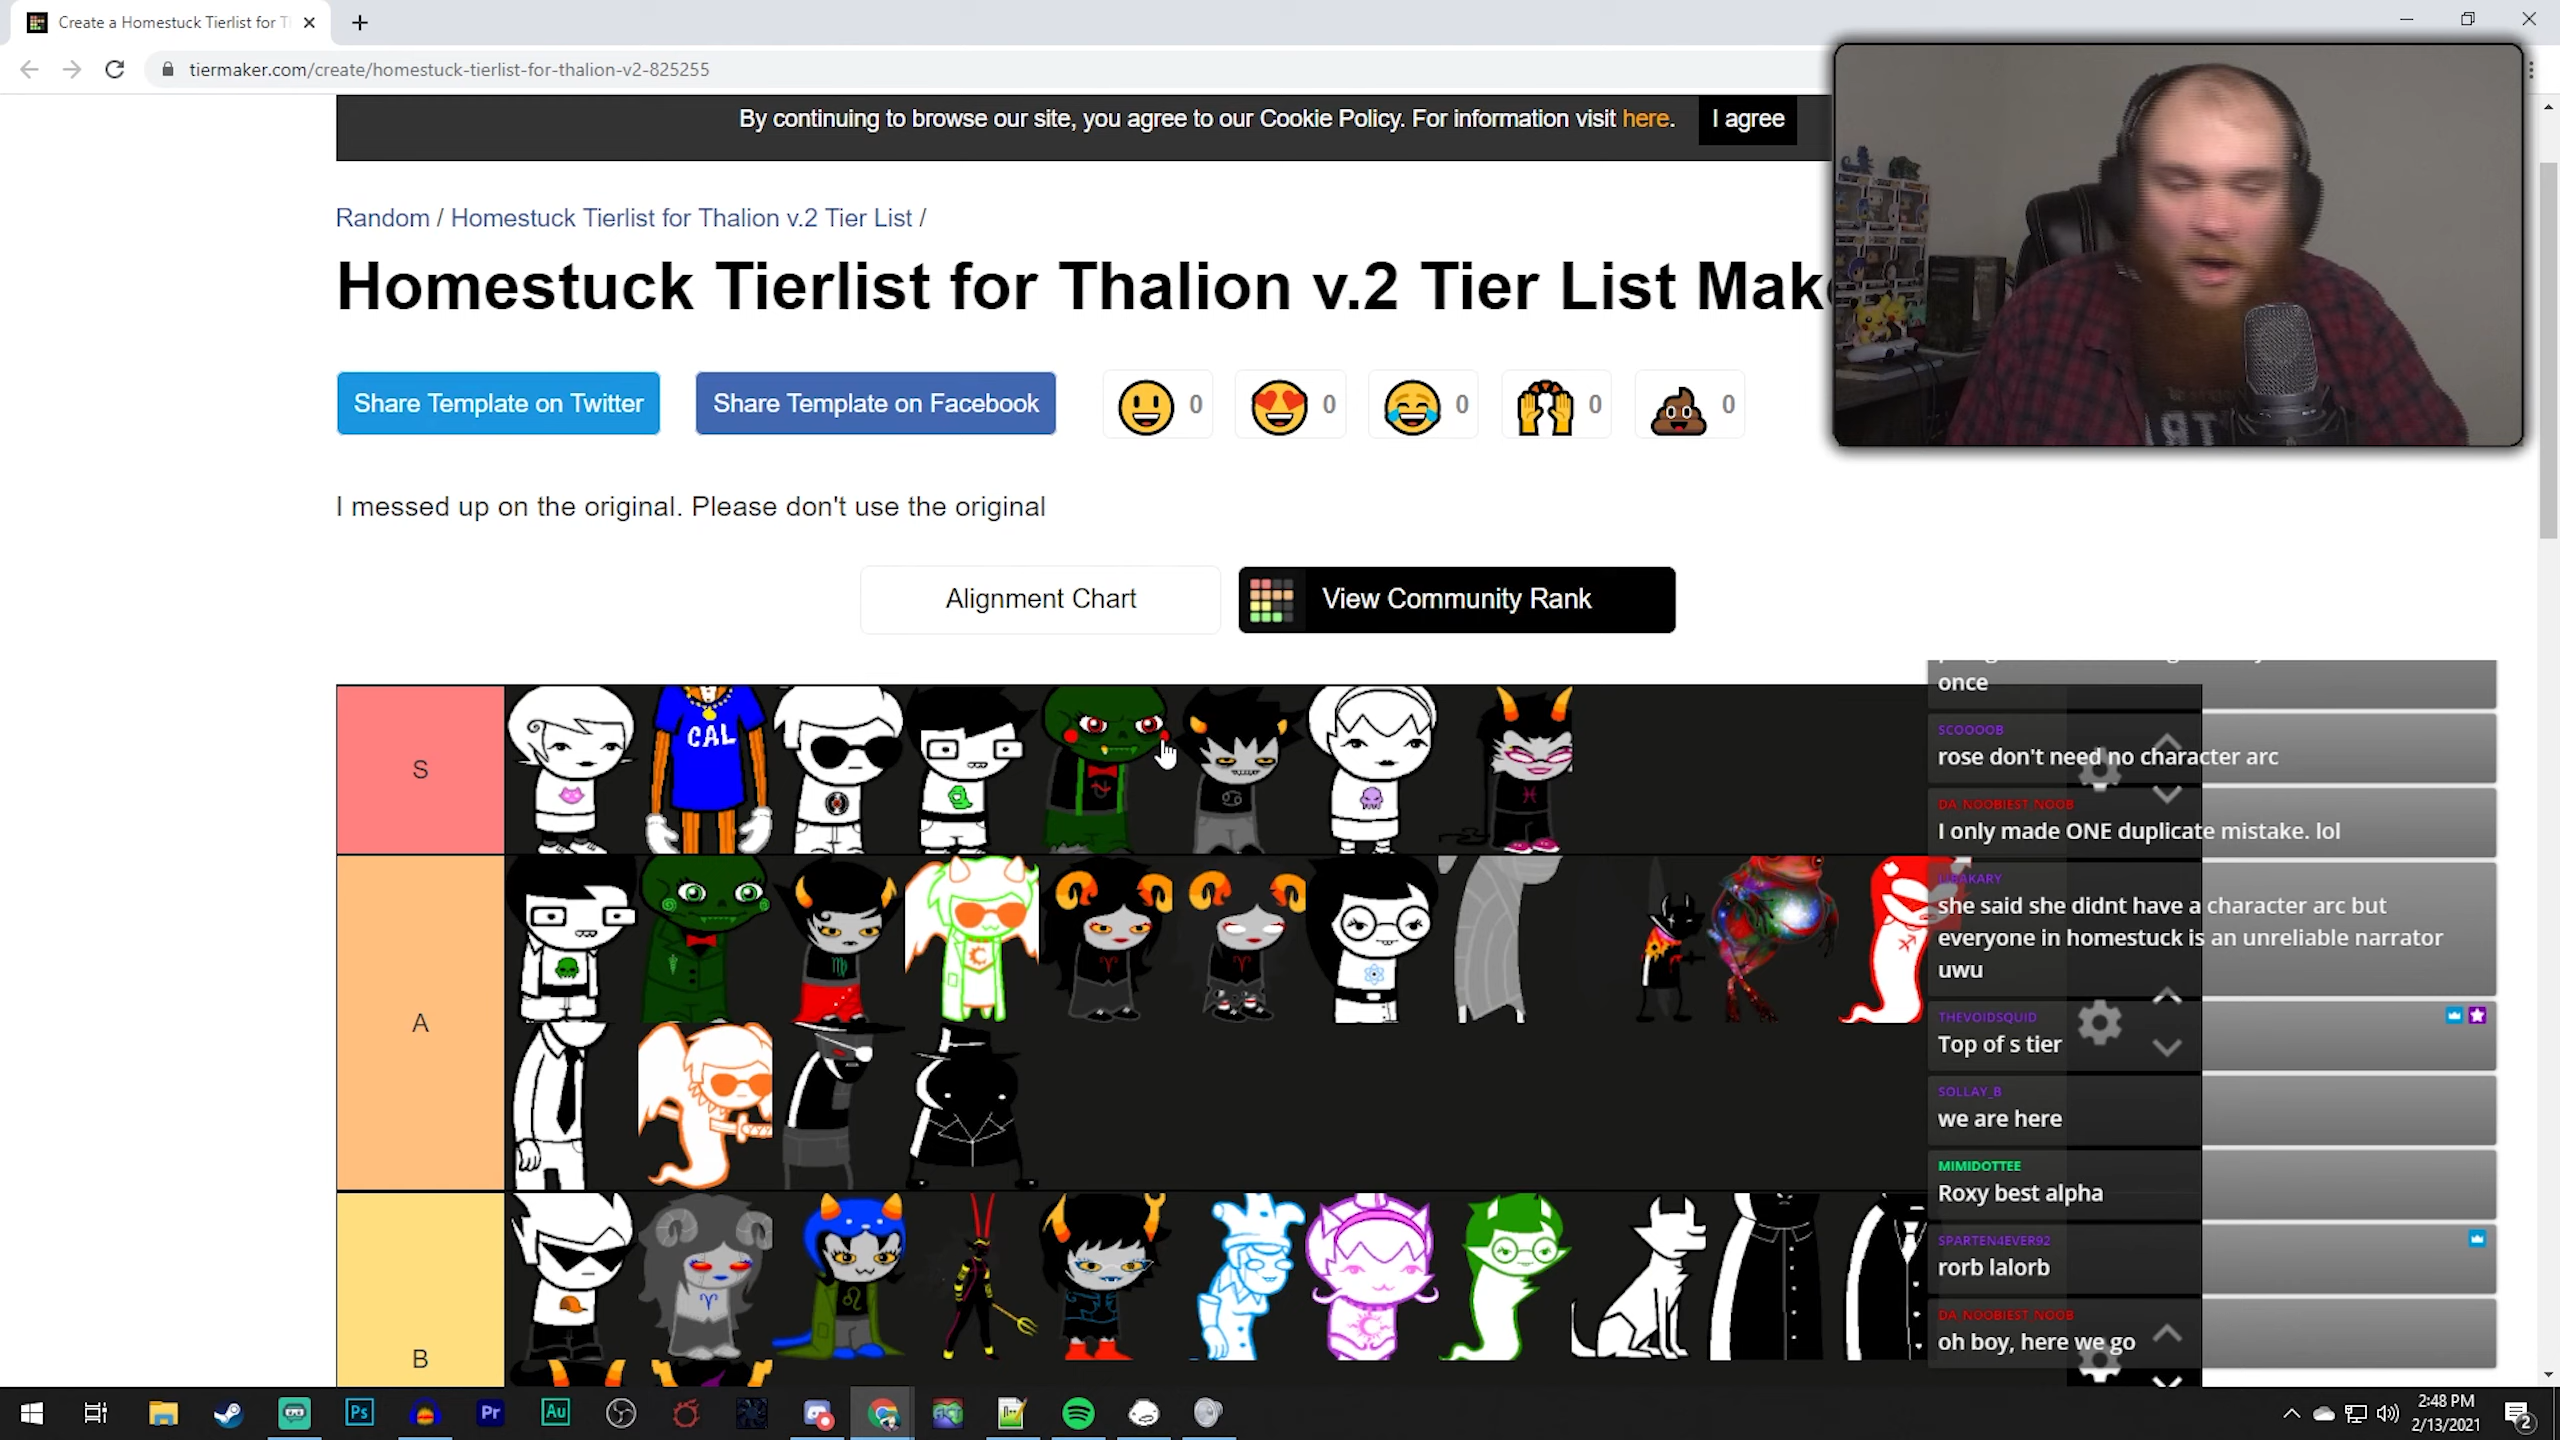 Create a Homestuck Tierlist for T
tiermaker.com/create/homestuck-tierlist-for-thalion-v2-825255
By continuing to browse our site, you agree to our Cookie Policy. For information visit here.
I agree
Random / Homestuck Tierlist for Thalion v.2 Tier List /
Homestuck Tierlist for Thalion v.2 Tier List Mak
Share Template on Twitter
Share Template on Facebook
0
0
0
0
0
I messed up on the original. Please don't use the original
Alignment Chart
View Community Rank
S
CAL
A
B
once
SCOOOOB
rose don't need no character arc
DA_NOOBIEST_NOOB
I only made ONE duplicate mistake. lol
she said she didnt have a character arc but
everyone in homestuck is an unreliable narrator
uwu
THEVOIDSQUID
Top of s tier
SOLLAY_B
we are here
MIMIDOTTEE
Roxy best alpha
SPARTEN4EVER92
rorb lalorb
DA_NOOBIEST_NOOB
oh boy, here we go
Ps
Pr
Au
2:48 PM
2/13/2021
2